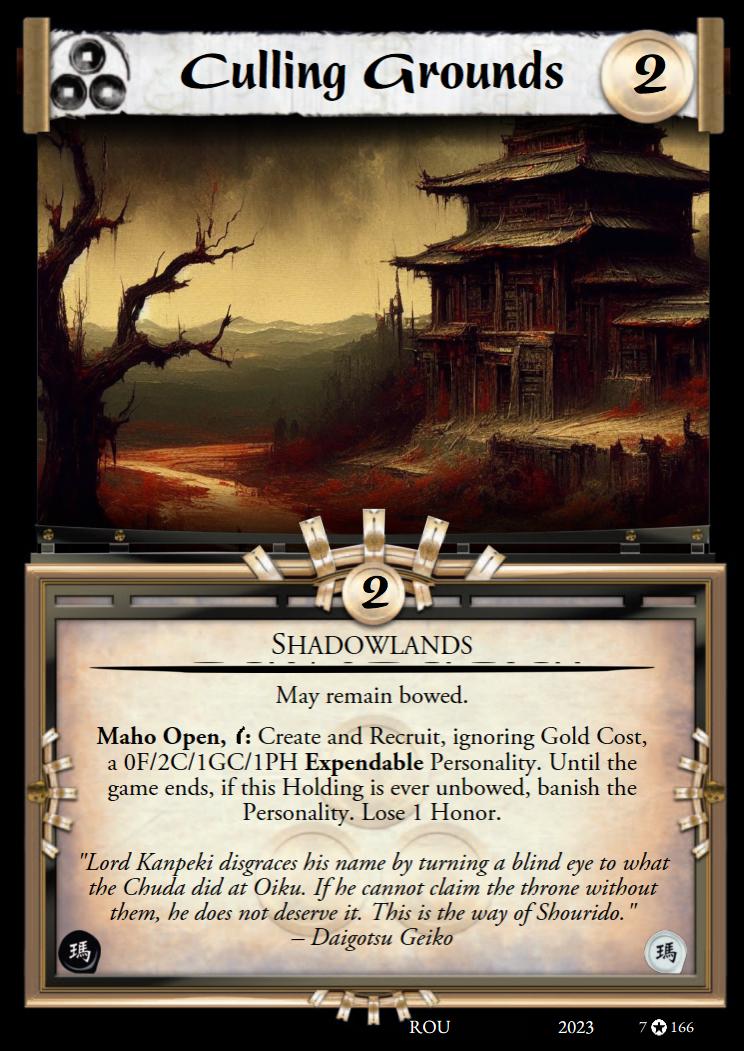 Culling Grounds
2
2
Shadowlands
May remain bowed.
Maho Open, : Create and Recruit, ignoring Gold Cost,
a 0F/2C/1GC/1PH Expendable Personality. Until the
game ends, if this Holding is ever unbowed, banish the
Personality. Lose 1 Honor.
"Lord Kanpeki disgraces his name by turning a blind eye to what
the Chuda did at Oiku. If he cannot claim the throne without
them, he does not deserve it. This is the way of Shourido."
– Daigotsu Geiko
瑪 瑪
ROU 2023 7 ✪ 166